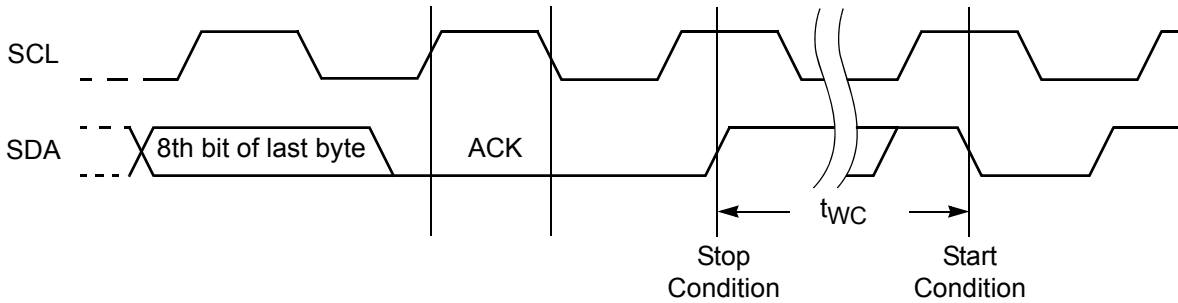 SCL
SDA
8th bit of last byte
ACK
tWC
Stop
Condition
Start
Condition